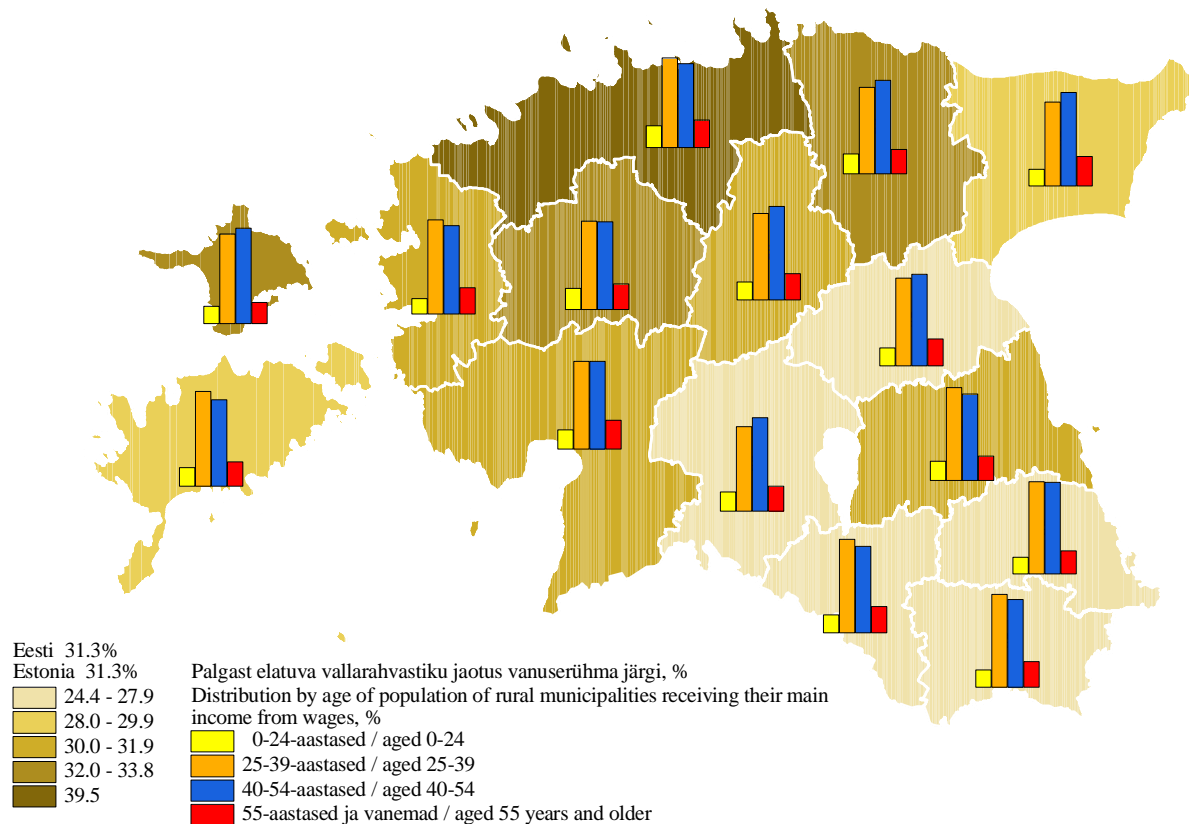 Eesti 31.3%
Estonia 31.3%
24.4 - 27.9
28.0 - 29.9
30.0 - 31.9
32.0 - 33.8
39.5
Palgast elatuva vallarahvastiku jaotus vanuserühma järgi, %
Distribution by age of population of rural municipalities receiving their main
income from wages, %
0-24-aastased / aged 0-24
25-39-aastased / aged 25-39
40-54-aastased / aged 40-54
55-aastased ja vanemad / aged 55 years and older